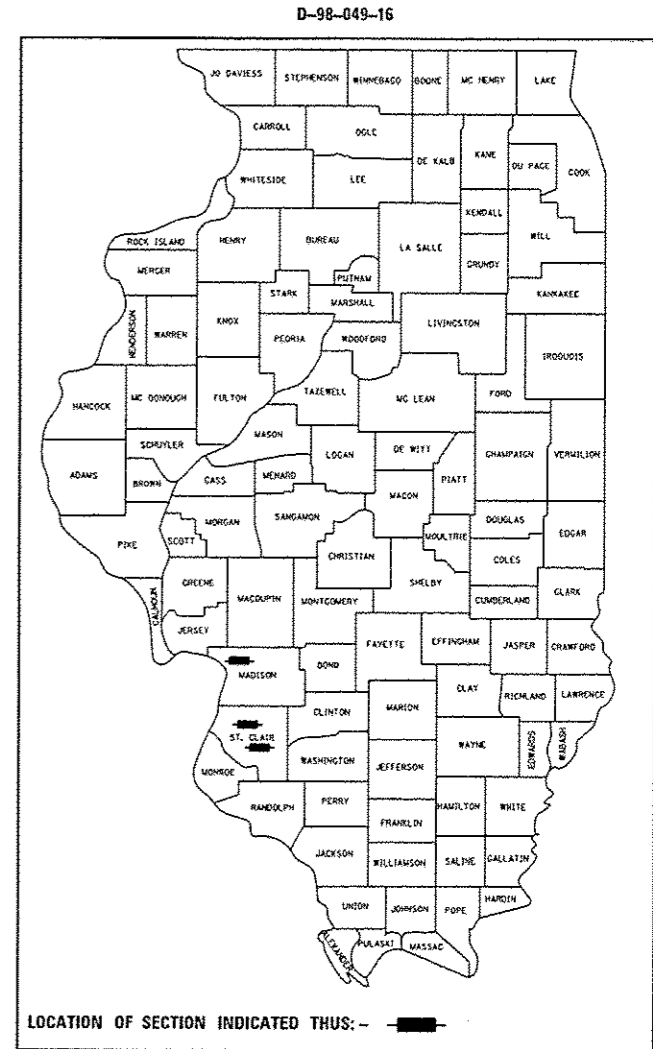 D-98-049-16
JO DAVIESS STEPHENSON WINNEBAGO BOONE MC HENRY LAKE
CARROLL OGLE
DE KALB KANE DU PAGE COOK
WHITESIDE LEE
KENDALL
ROCK ISLAND HENRY BUREAU LA SALLE WILL
MERCER PUTNAM GRUNDY
STARK MARSHALL KANKAKEE
HENDERSON WARREN KNOX PEORIA WOODFORD LIVINGSTON
IROQUOIS
HANCOCK MC DONOUGH FULTON TAZEWELL MC LEAN FORD
MASON
SCHUYLER LOGAN DE WITT CHAMPAIGN VERMILION
ADAMS BROWN CASS MENARD PIATT
MACON
MORGAN SANGAMON DOUGLAS
PIKE SCOTT CHRISTIAN MOULTRIE COLES EDGAR
GREENE SHELBY
CALHOUN MACOUPIN MONTGOMERY CUMBERLAND CLARK
JERSEY
FAYETTE EFFINGHAM JASPER CRAWFORD
MADISON BOND
CLAY RICHLAND LAWRENCE
CLINTON MARION
ST. CLAIR WAYNE EDWARDS WABASH
WASHINGTON JEFFERSON
MONROE
RANDOLPH PERRY HAMILTON WHITE
FRANKLIN
JACKSON WILLIAMSON SALINE GALLATIN
HARDIN
UNION JOHNSON POPE
ALEXANDER PULASKI MASSAC
LOCATION OF SECTION INDICATED THUS: -